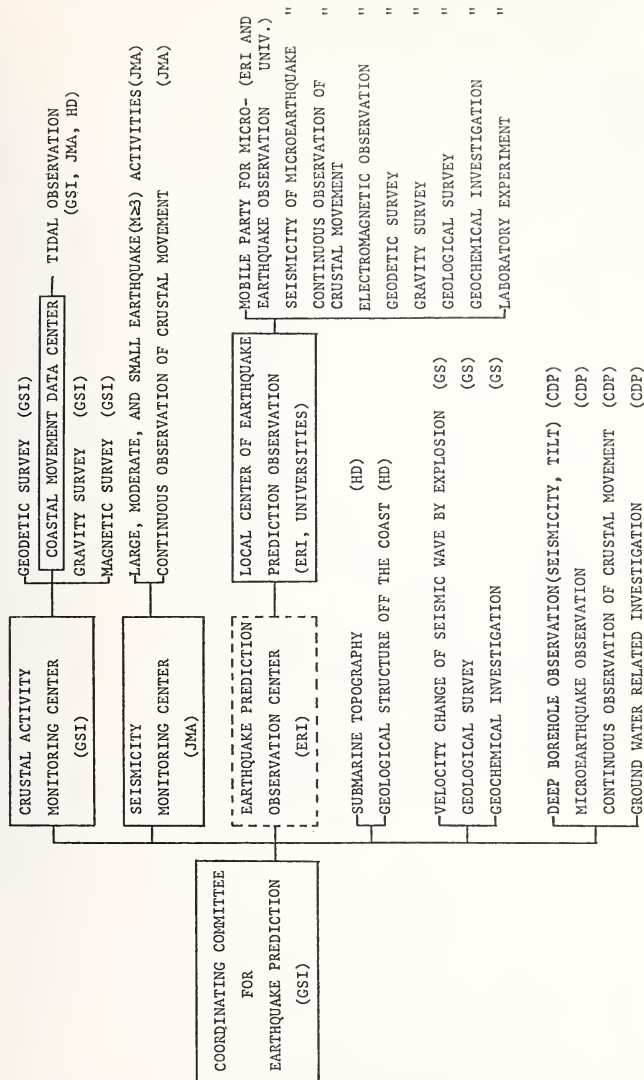 COORDINATING COMMITTEE
FOR
EARTHQUAKE PREDICTION
(GSI)
CRUSTAL ACTIVITY
MONITORING CENTER
(GSI)
GEODETIC SURVEY (GSI)
COASTAL MOVEMENT DATA CENTER
TIDAL OBSERVATION
(GSI, JMA, HD)
GRAVITY SURVEY (GSI)
MAGNETIC SURVEY (GSI)
SEISMICITY
MONITORING CENTER
(JMA)
LARGE, MODERATE, AND SMALL EARTHQUAKE(M≥3) ACTIVITIES(JMA)
CONTINUOUS OBSERVATION OF CRUSTAL MOVEMENT (JMA)
EARTHQUAKE PREDICTION
OBSERVATION CENTER
(ERI)
LOCAL CENTER OF EARTHQUAKE
PREDICTION OBSERVATION
(ERI, UNIVERSITIES)
MOBILE PARTY FOR MICRO- (ERI AND
EARTHQUAKE OBSERVATION UNIV.)
SEISMICITY OF MICROEARTHQUAKE "
CONTINUOUS OBSERVATION OF "
CRUSTAL MOVEMENT
ELECTROMAGNETIC OBSERVATION "
GEODETIC SURVEY "
GRAVITY SURVEY "
GEOLOGICAL SURVEY "
GEOCHEMICAL INVESTIGATION "
LABORATORY EXPERIMENT "
SUBMARINE TOPOGRAPHY (HD)
GEOLOGICAL STRUCTURE OFF THE COAST (HD)
VELOCITY CHANGE OF SEISMIC WAVE BY EXPLOSION (GS)
GEOLOGICAL SURVEY (GS)
GEOCHEMICAL INVESTIGATION (GS)
DEEP BOREHOLE OBSERVATION(SEISMICITY, TILT) (CDP)
MICROEARTHQUAKE OBSERVATION (CDP)
CONTINUOUS OBSERVATION OF CRUSTAL MOVEMENT (CDP)
GROUND WATER RELATED INVESTIGATION (CDP)